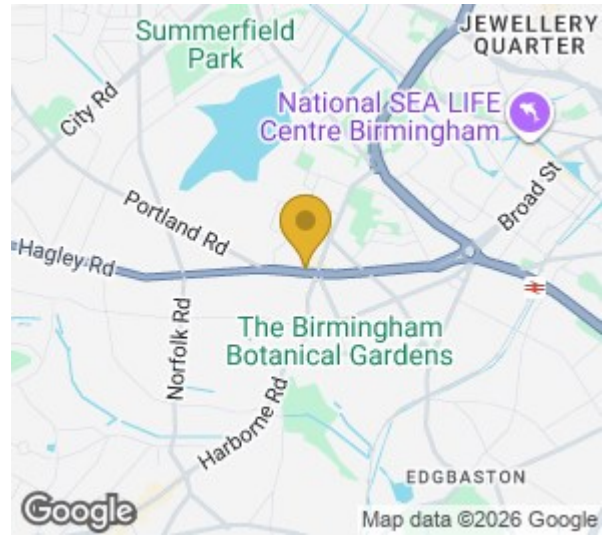 JEWELLERY
QUARTER
Summerfield
Park
National SEA LIFE
Centre Birmingham
City Rd
Broad St
Portland Rd
Hagley Rd
Norfolk Rd
The Birmingham
Botanical Gardens
Harborne Rd
EDGBASTON
Google
Map data ©2026 Google